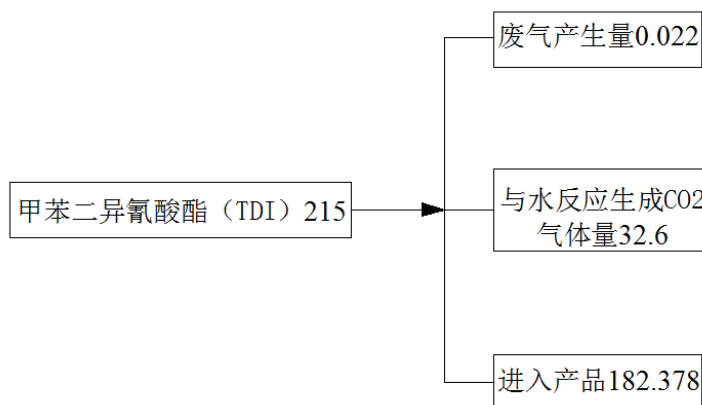 废气产生量0.022
甲苯二异氰酸酯（TDI）215
与水反应生成CO2
气体量32.6
进入产品182.378